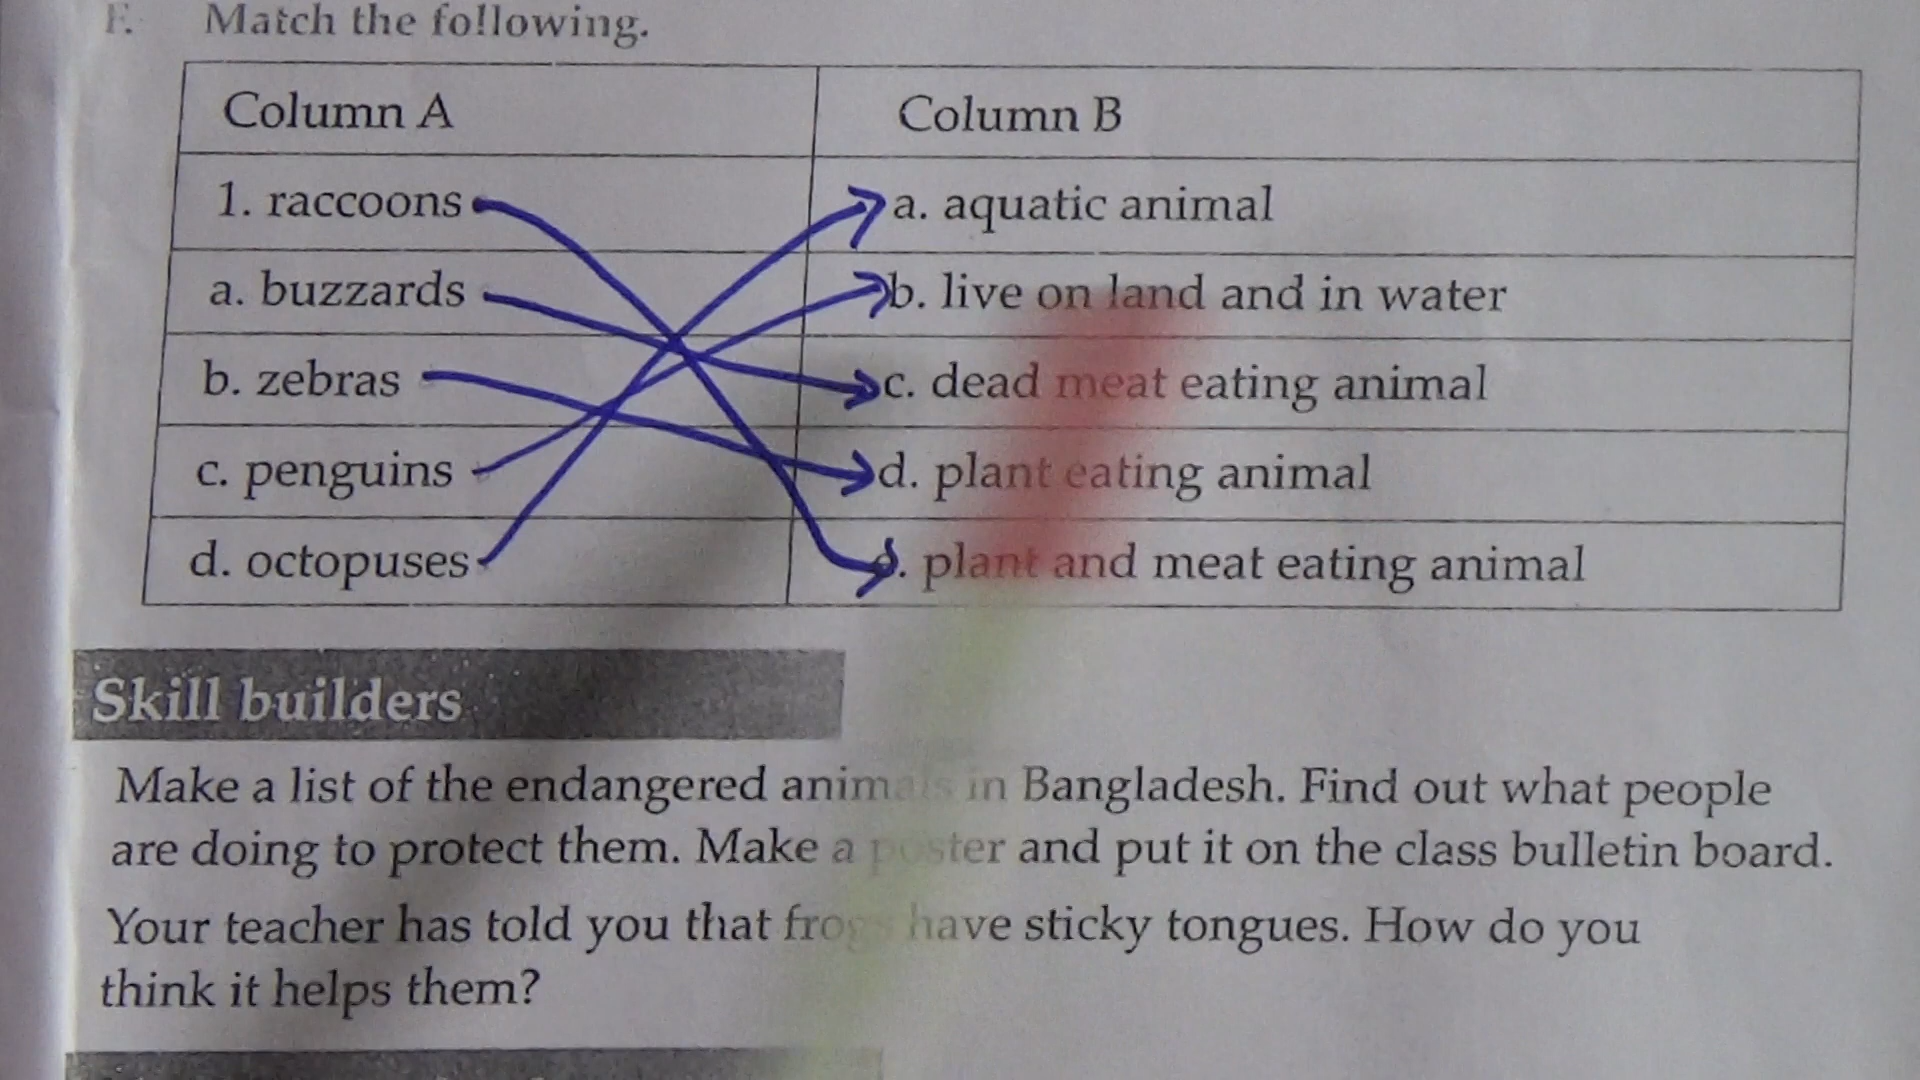 F. Match the following.
Column A Column B
1. raccoons a. aquatic animal
a. buzzards b. live on land and in water
b. zebras c. dead meat eating animal
c. penguins d. plant eating animal
d. octopuses plant and meat eating animal
Skill builders
Make a list of the endangered animals in Bangladesh. Find out what people
are doing to protect them. Make a poster and put it on the class bulletin board.
Your teacher has told you that frogs have sticky tongues. How do you
think it helps them?